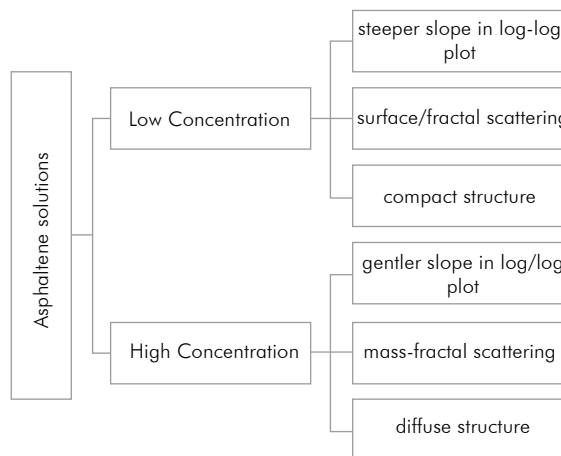 Asphaltene solutions
Low Concentration
steeper slope in log-log
plot
surface/fractal scattering
compact structure
High Concentration
gentler slope in log/log
plot
mass-fractal scattering
diffuse structure